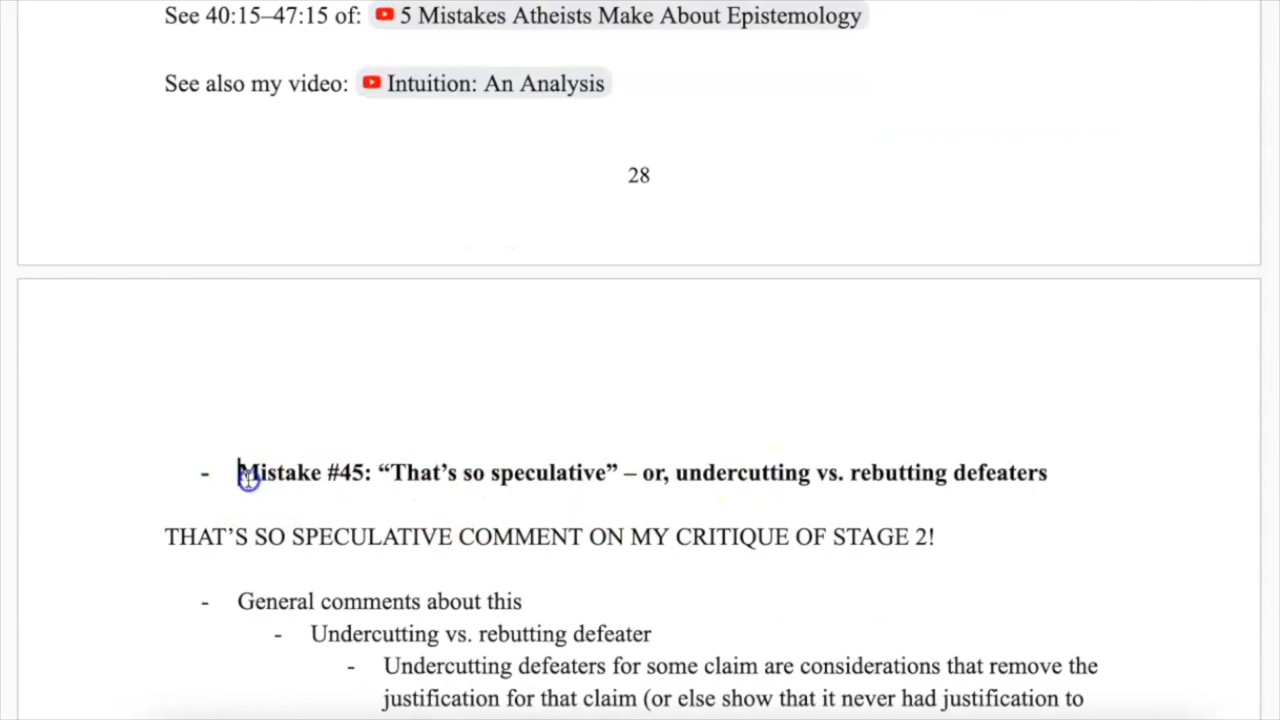 See 40:15–47:15 of: 5 Mistakes Atheists Make About Epistemology
See also my video: Intuition: An Analysis
28
- Mistake #45: “That’s so speculative” – or, undercutting vs. rebutting defeaters
THAT’S SO SPECULATIVE COMMENT ON MY CRITIQUE OF STAGE 2!
- General comments about this
- Undercutting vs. rebutting defeater
- Undercutting defeaters for some claim are considerations that remove the
justification for that claim (or else show that it never had justification to